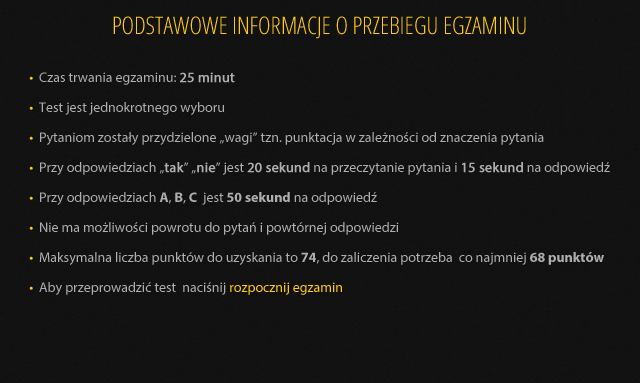 PODSTAWOWE INFORMACJE O PRZEBIEGU EGZAMINU
• Czas trwania egzaminu: 25 minut
• Test jest jednokrotnego wyboru
• Pytaniom zostały przydzielone „wagi” tzn. punktacja w zależności od znaczenia pytania
• Przy odpowiedziach „tak” „nie” jest 20 sekund na przeczytanie pytania i 15 sekund na odpowiedź
• Przy odpowiedziach A, B, C jest 50 sekund na odpowiedź
• Nie ma możliwości powrotu do pytań i powtórnej odpowiedzi
• Maksymalna liczba punktów do uzyskania to 74, do zaliczenia potrzeba co najmniej 68 punktów
• Aby przeprowadzić test naciśnij rozpocznij egzamin